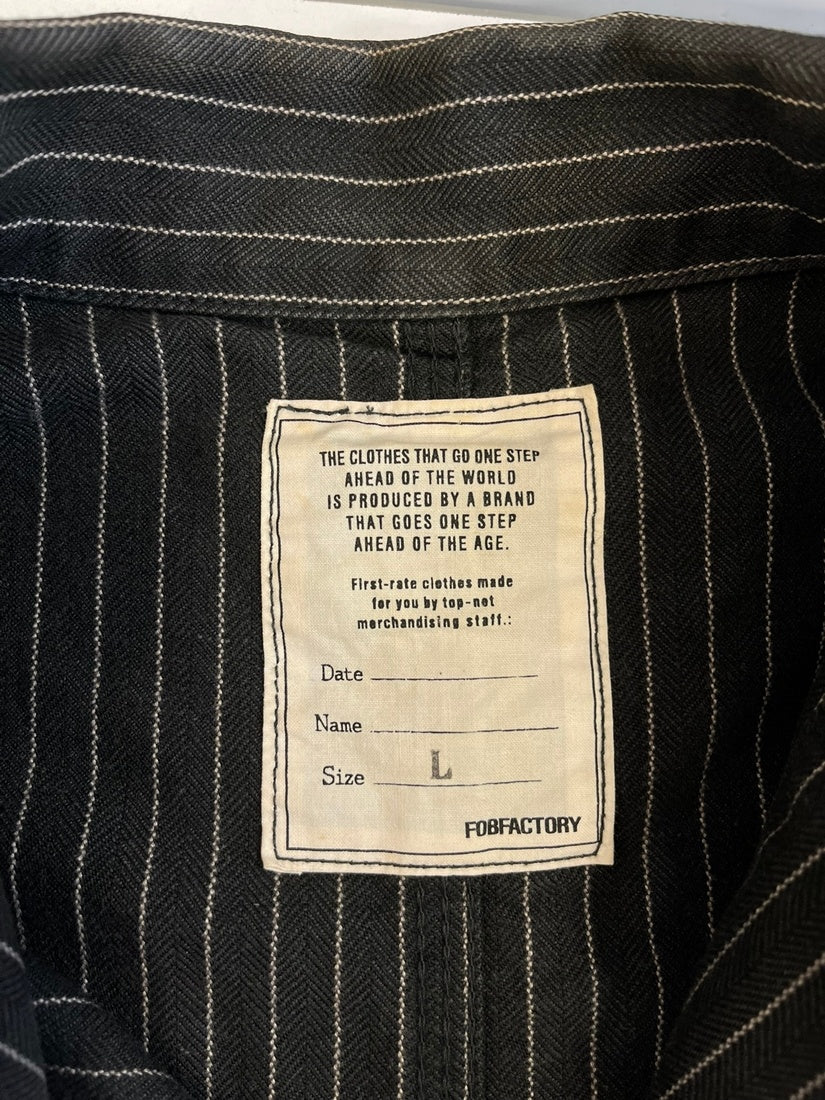 THE CLOTHES THAT GO ONE STEP
AHEAD OF THE WORLD
IS PRODUCED BY A BRAND
THAT GOES ONE STEP
AHEAD OF THE AGE.
First-rate clothes made
for you by top-not
merchandising staff.:
Date
Name
Size L
FOBFACTORY